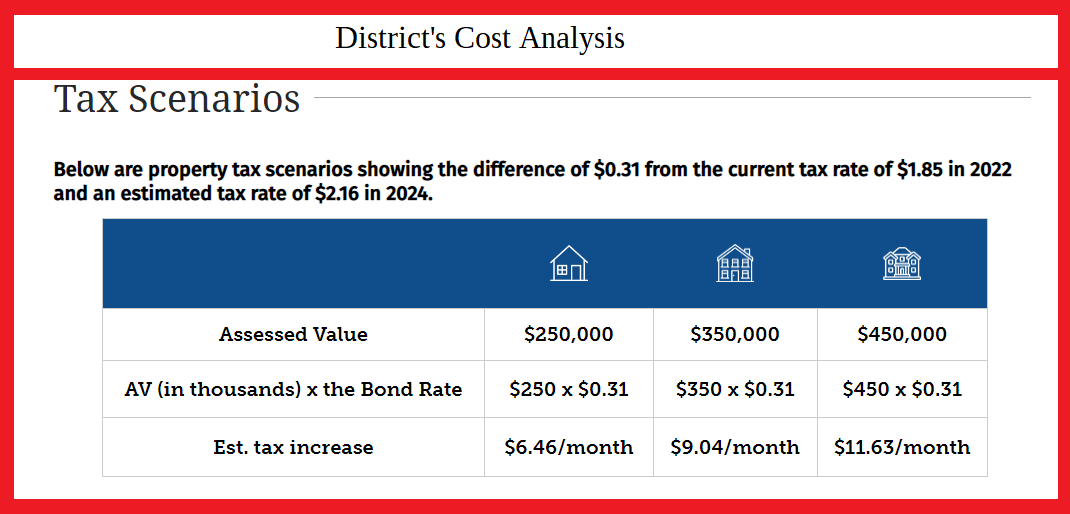 District's Cost Analysis
Tax Scenarios
Below are property tax scenarios showing the difference of $0.31 from the current tax rate of $1.85 in 2022
and an estimated tax rate of $2.16 in 2024.
Assessed Value $250,000 $350,000 $450,000
AV (in thousands) x the Bond Rate $250 x $0.31 $350 x $0.31 $450 x $0.31
Est. tax increase $6.46/month $9.04/month $11.63/month